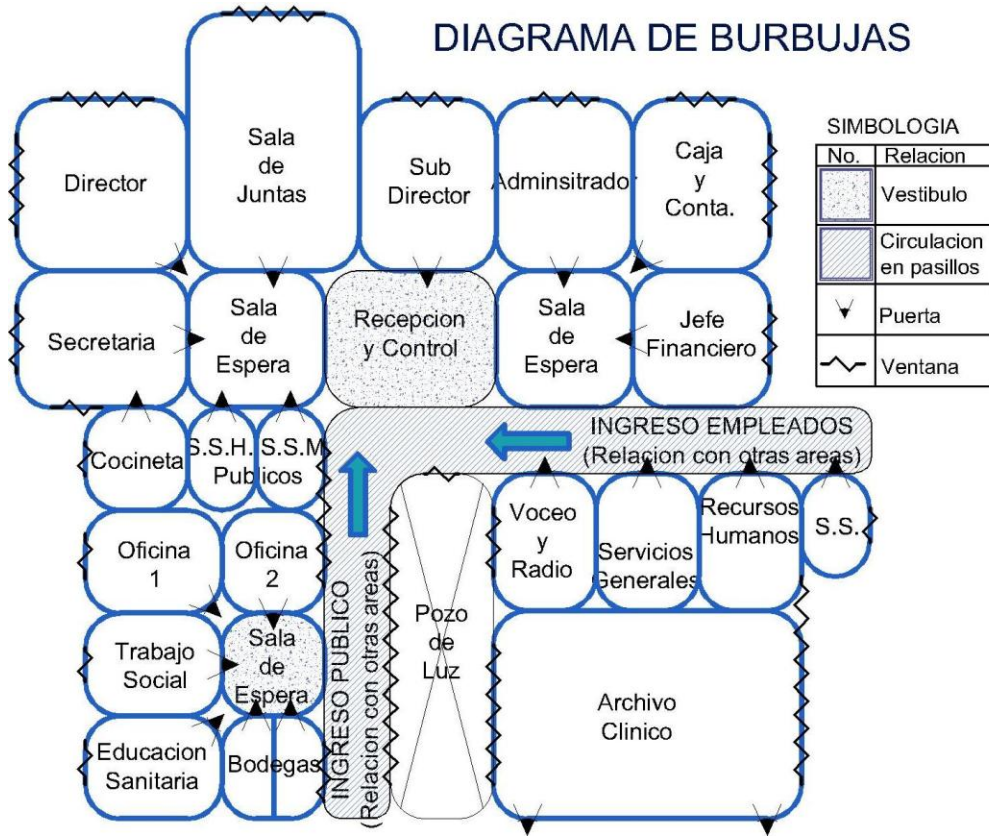 DIAGRAMA DE BURBUJAS
SIMBOLOGIA
No. Relacion
Vestibulo
Circulacion
en pasillos
Puerta
Ventana
Director
Sala
de
Juntas
Sub
Director
Adminsitrador
Caja
y
Conta.
Secretaria
Sala
de
Espera
Recepcion
y Control
Sala
de
Espera
Jefe
Financiero
Cocineta
S.S.H.
S.S.M
Publicos
INGRESO EMPLEADOS
(Relacion con otras areas)
Voceo
y
Radio
Servicios
Generales
Recursos
Humanos
S.S.
Oficina
1
Oficina
2
Trabajo
Social
Sala
de
Espera
Educacion
Sanitaria
Bodegas
INGRESO PUBLICO
(Relacion con otras areas)
Pozo
de
Luz
Archivo
Clinico